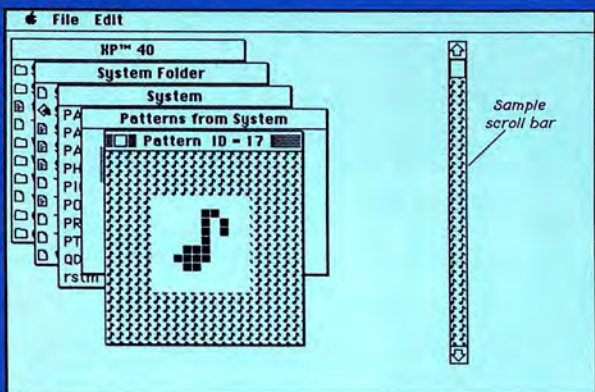 File Edit
XP™ 40
System Folder
System
Patterns from System
Pattern ID = 17
PA
PA
PA
PH
PI
PO
PR
PT
QD
rstm
Sample
scroll bar